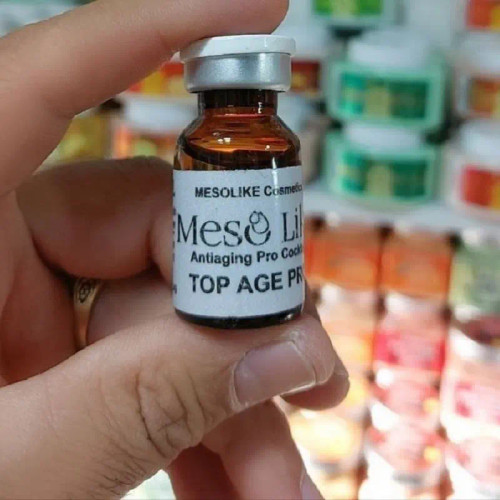 MESOLIKE Cosmetic
Meso Li
Antiaging Pro Cock
TOP AGE PR